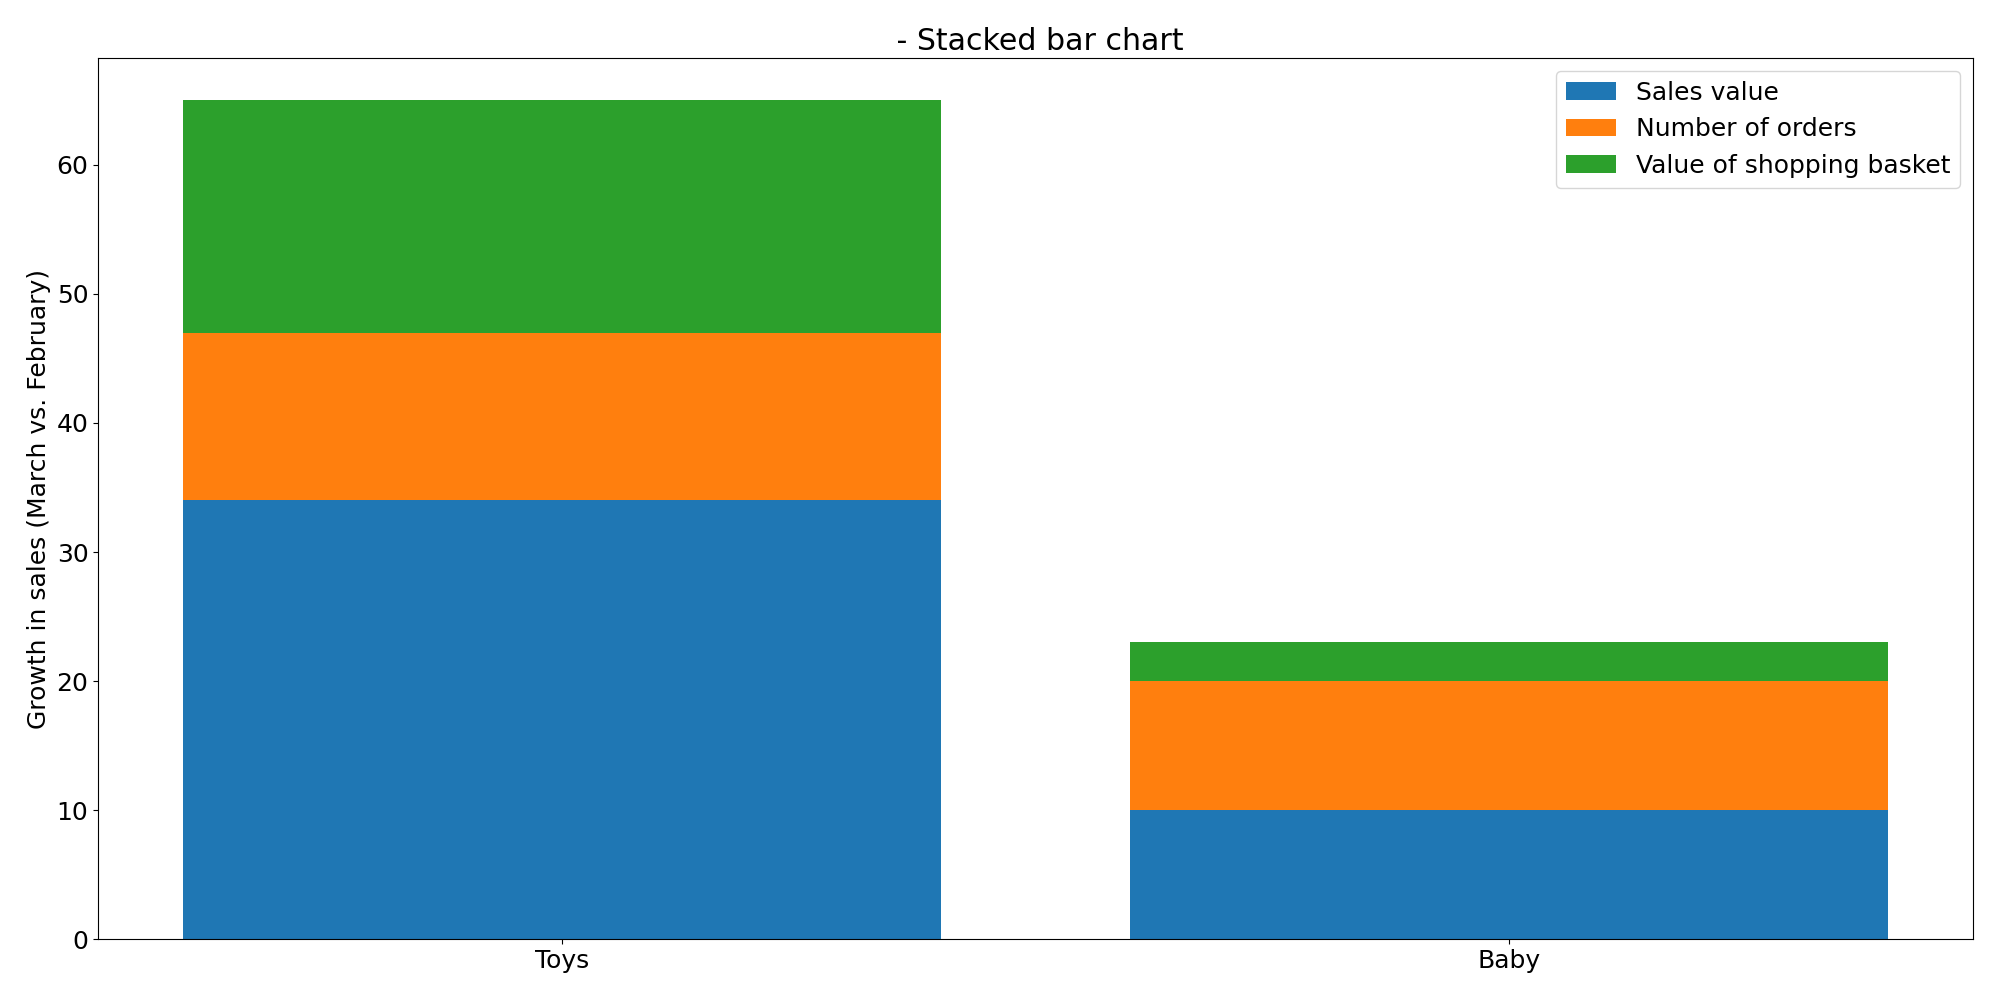 - Stacked bar chart
Sales value
Number of orders
Value of shopping basket
Growth in sales (March vs. February)
60
50
40
30
20
10
0
Toys
Baby